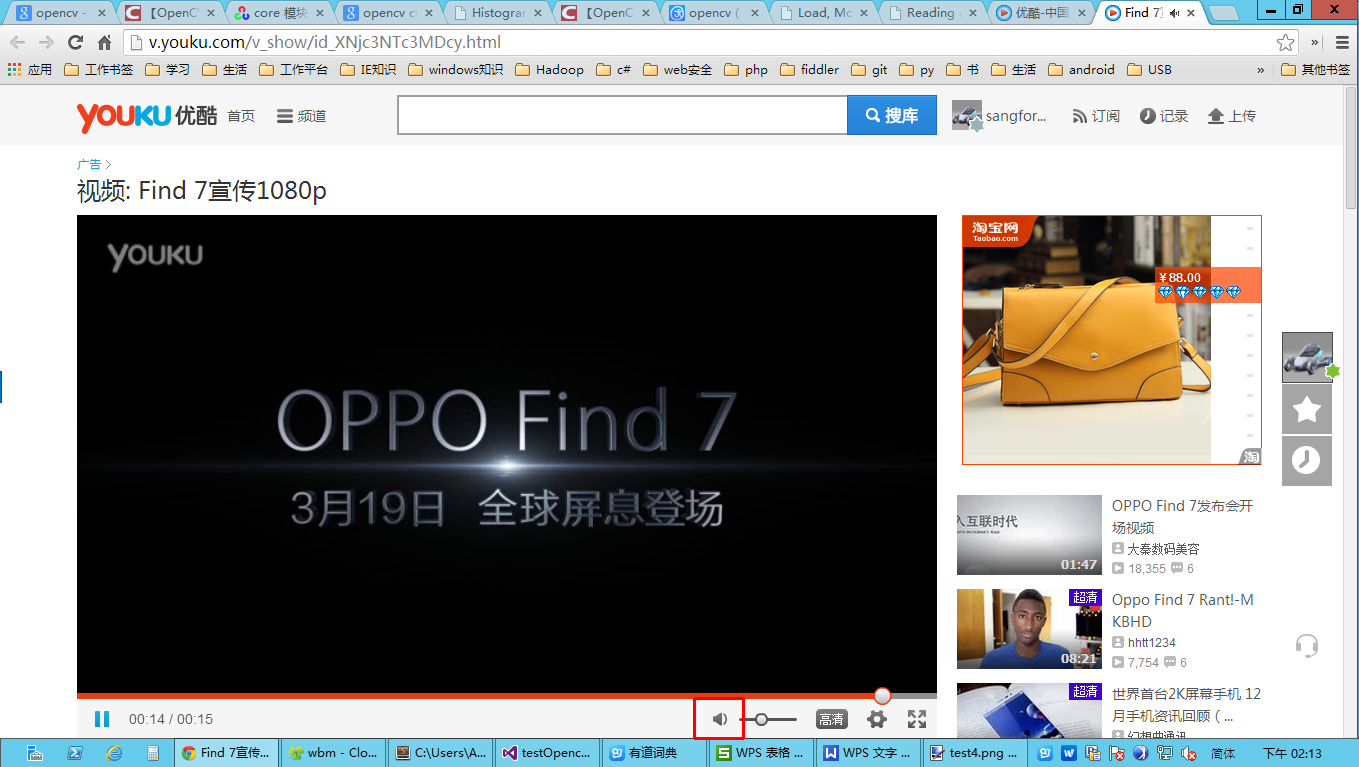 opencv -
【OpenC
core 模块
opencv c
Histogra
【OpenC
opencv (
Load, Mo
Reading
优酷-中国
Find 7
v.youku.com/v_show/id_XNjc3NTc3MDcy.html
应用
工作书签
学习
生活
工作平台
IE知识
windows知识
Hadoop
c#
web安全
php
fiddler
git
py
书
生活
android
USB
»
其他书签
YOUKU 优酷
首页
频道
搜库
sangfor...
订阅
记录
上传
广告 >
视频: Find 7宣传1080p
YOUKU
OPPO Find 7
3月19日 全球屏息登场
淘宝网
Taobao.com
¥88.00
淘
入互联时代
01:47
OPPO Find 7发布会开
场视频
大秦数码美容
18,355 6
超清
08:21
Oppo Find 7 Rant!-M
KBHD
hhtt1234
7,754 6
超清
世界首台2K屏幕手机 12
月手机资讯回顾（...
幻想曲通讯
00:14 / 00:15
高清
Find 7宣传...
wbm - Clo...
C:\Users\A...
testOpenc...
有道词典
WPS 表格 ...
WPS 文字 ...
test4.png ...
简体
下午 02:13